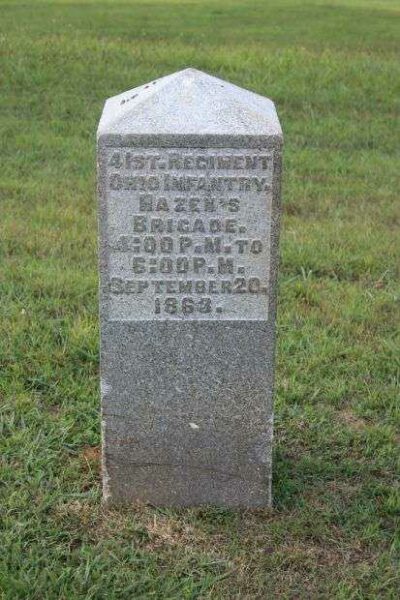 41ST. REGIMENT
OHIO INFANTRY.
HAZEN'S
BRIGADE.
4:00 P.M. TO
6:00 P.M.
SEPTEMBER 20.
1863.